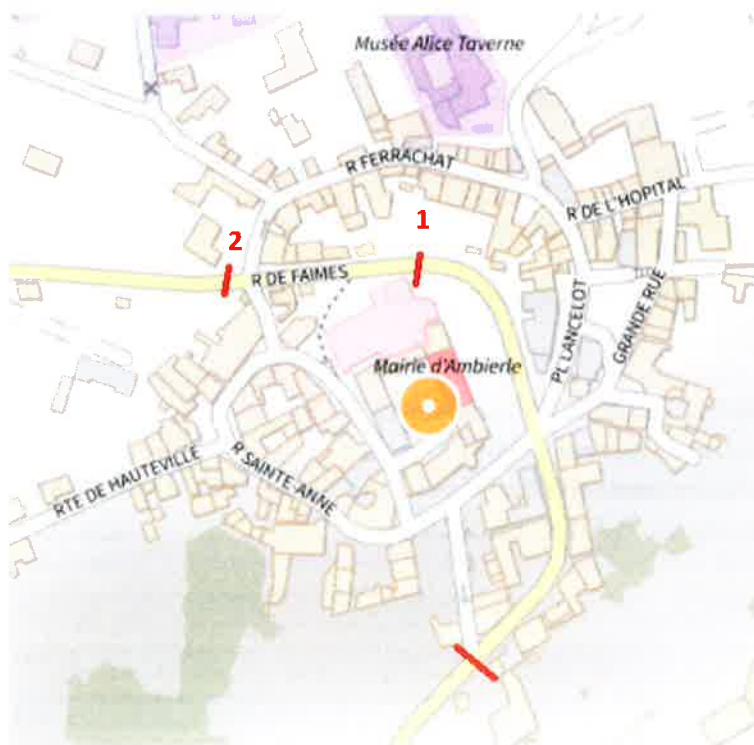 Musée Alice Taverne
R FERRACHAT
R DE L'HOPITAL
1
2
R DE FAIMES
PL LANCELOT
GRANDE RUE
Mairie d'Ambierle
R SAINTE ANNE
RTE DE HAUTEVILLE